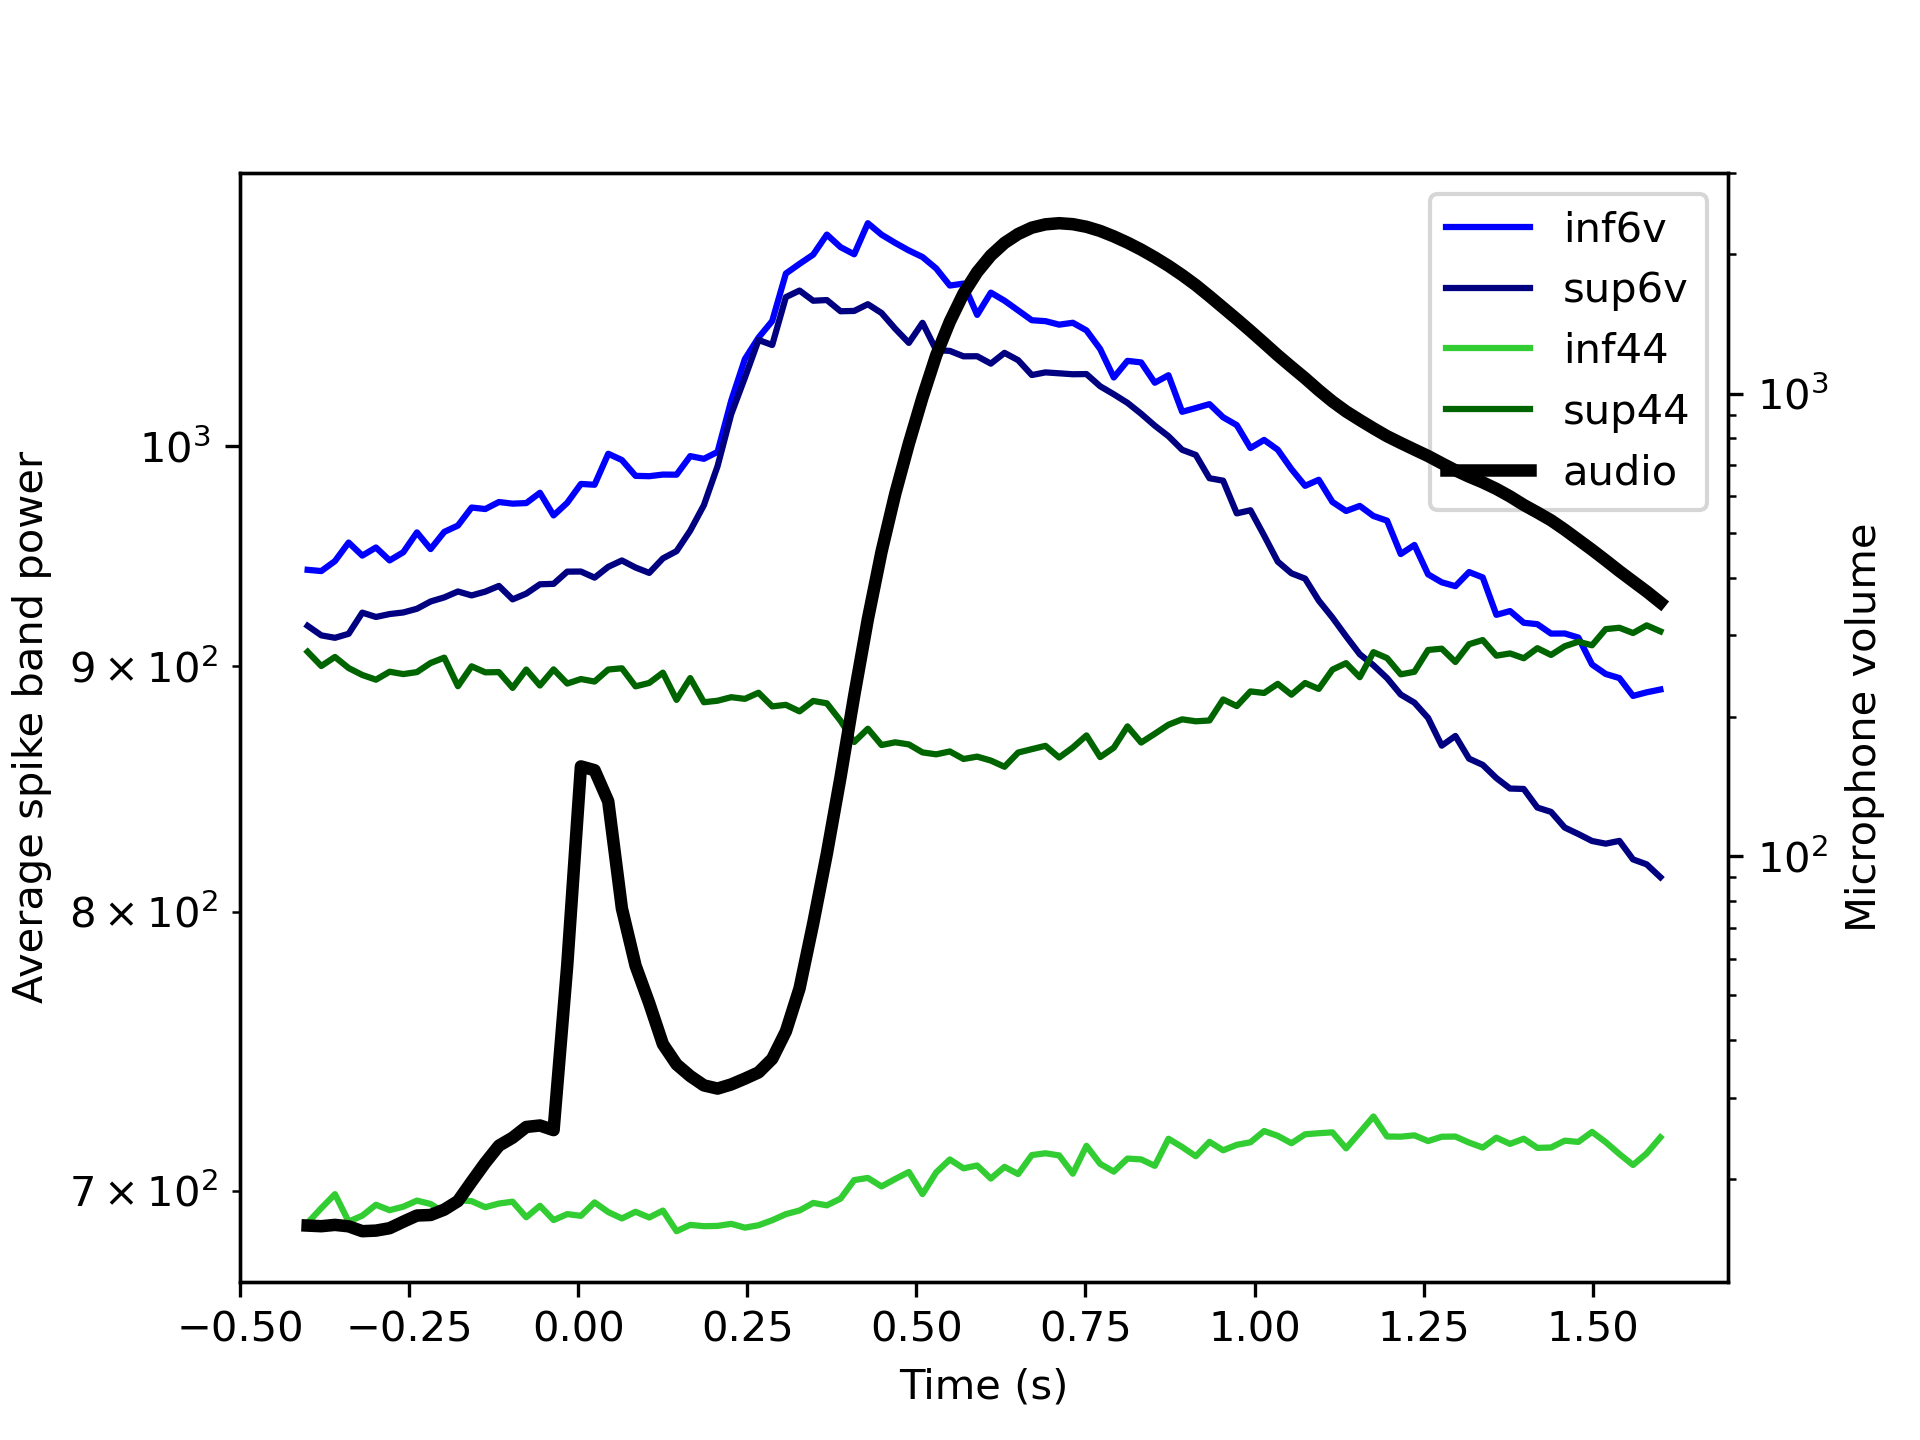 inf6v
sup6v
inf44
sup44
audio
Average spike band power
10³
9 × 10²
8 × 10²
7 × 10²
10³
10²
Microphone volume
−0.50 −0.25 0.00 0.25 0.50 0.75 1.00 1.25 1.50
Time (s)